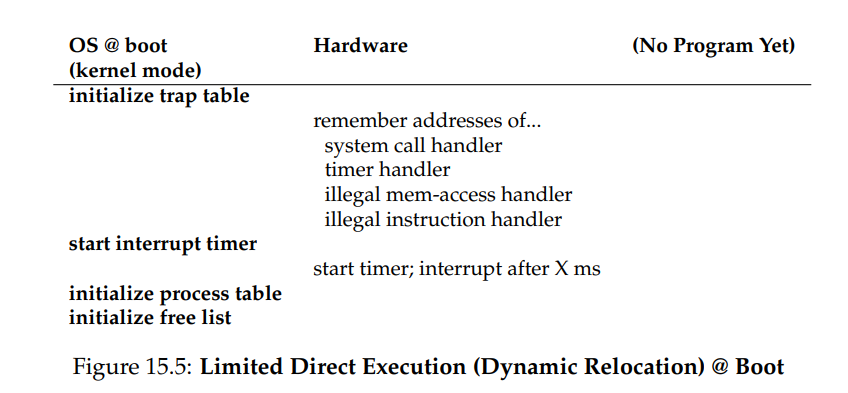 OS @ boot Hardware (No Program Yet)
(kernel mode)
initialize trap table
remember addresses of...
system call handler
timer handler
illegal mem-access handler
illegal instruction handler
start interrupt timer
start timer; interrupt after X ms
initialize process table
initialize free list
Figure 15.5: Limited Direct Execution (Dynamic Relocation) @ Boot